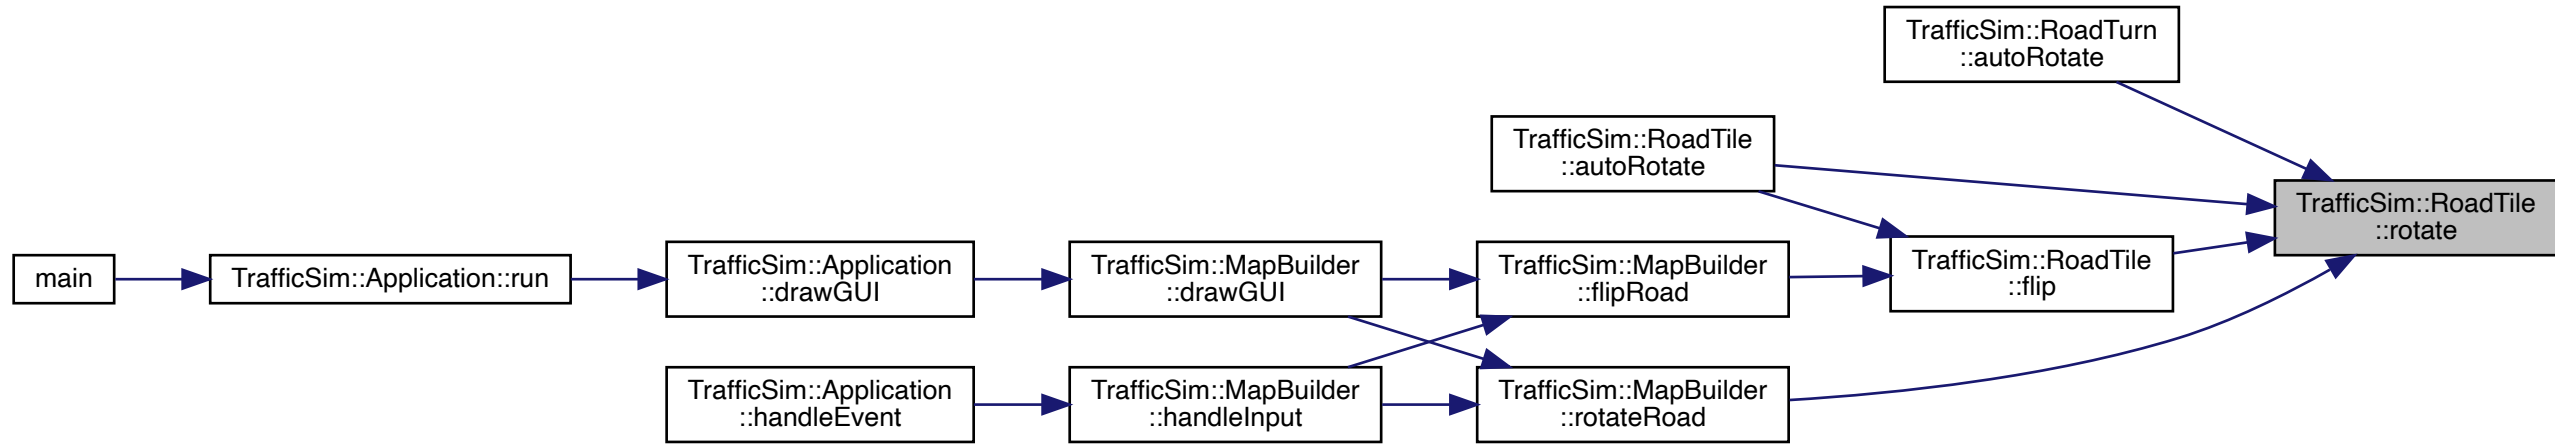 TrafficSim::RoadTurn
::autoRotate
TrafficSim::RoadTile
::autoRotate
TrafficSim::RoadTile
::rotate
main
TrafficSim::Application::run
TrafficSim::Application
::drawGUI
TrafficSim::MapBuilder
::drawGUI
TrafficSim::MapBuilder
::flipRoad
TrafficSim::RoadTile
::flip
TrafficSim::Application
::handleEvent
TrafficSim::MapBuilder
::handleInput
TrafficSim::MapBuilder
::rotateRoad